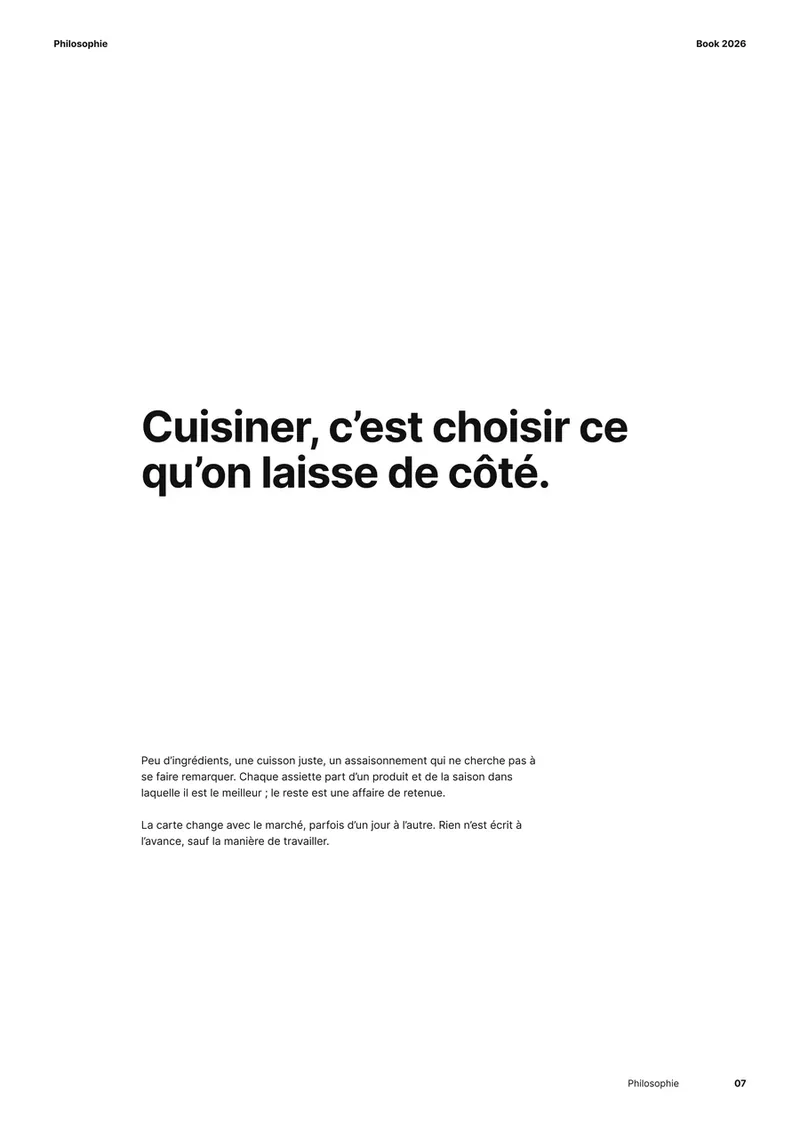 Philosophie
Book 2026
Cuisiner, c’est choisir ce
qu’on laisse de côté.
Peu d’ingrédients, une cuisson juste, un assaisonnement qui ne cherche pas à
se faire remarquer. Chaque assiette part d’un produit et de la saison dans
laquelle il est le meilleur ; le reste est une affaire de retenue.
La carte change avec le marché, parfois d’un jour à l’autre. Rien n’est écrit à
l’avance, sauf la manière de travailler.
Philosophie
07